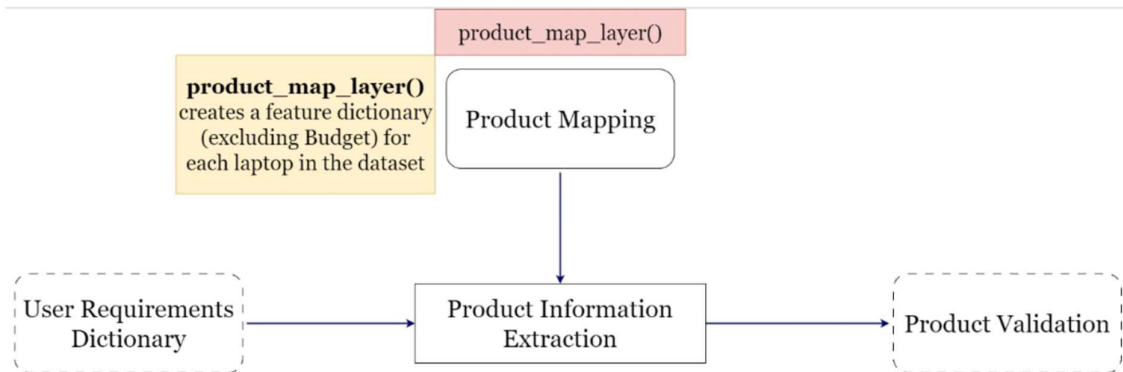 product_map_layer()
product_map_layer()
creates a feature dictionary
(excluding Budget) for
each laptop in the dataset
Product Mapping
User Requirements
Dictionary
Product Information
Extraction
Product Validation